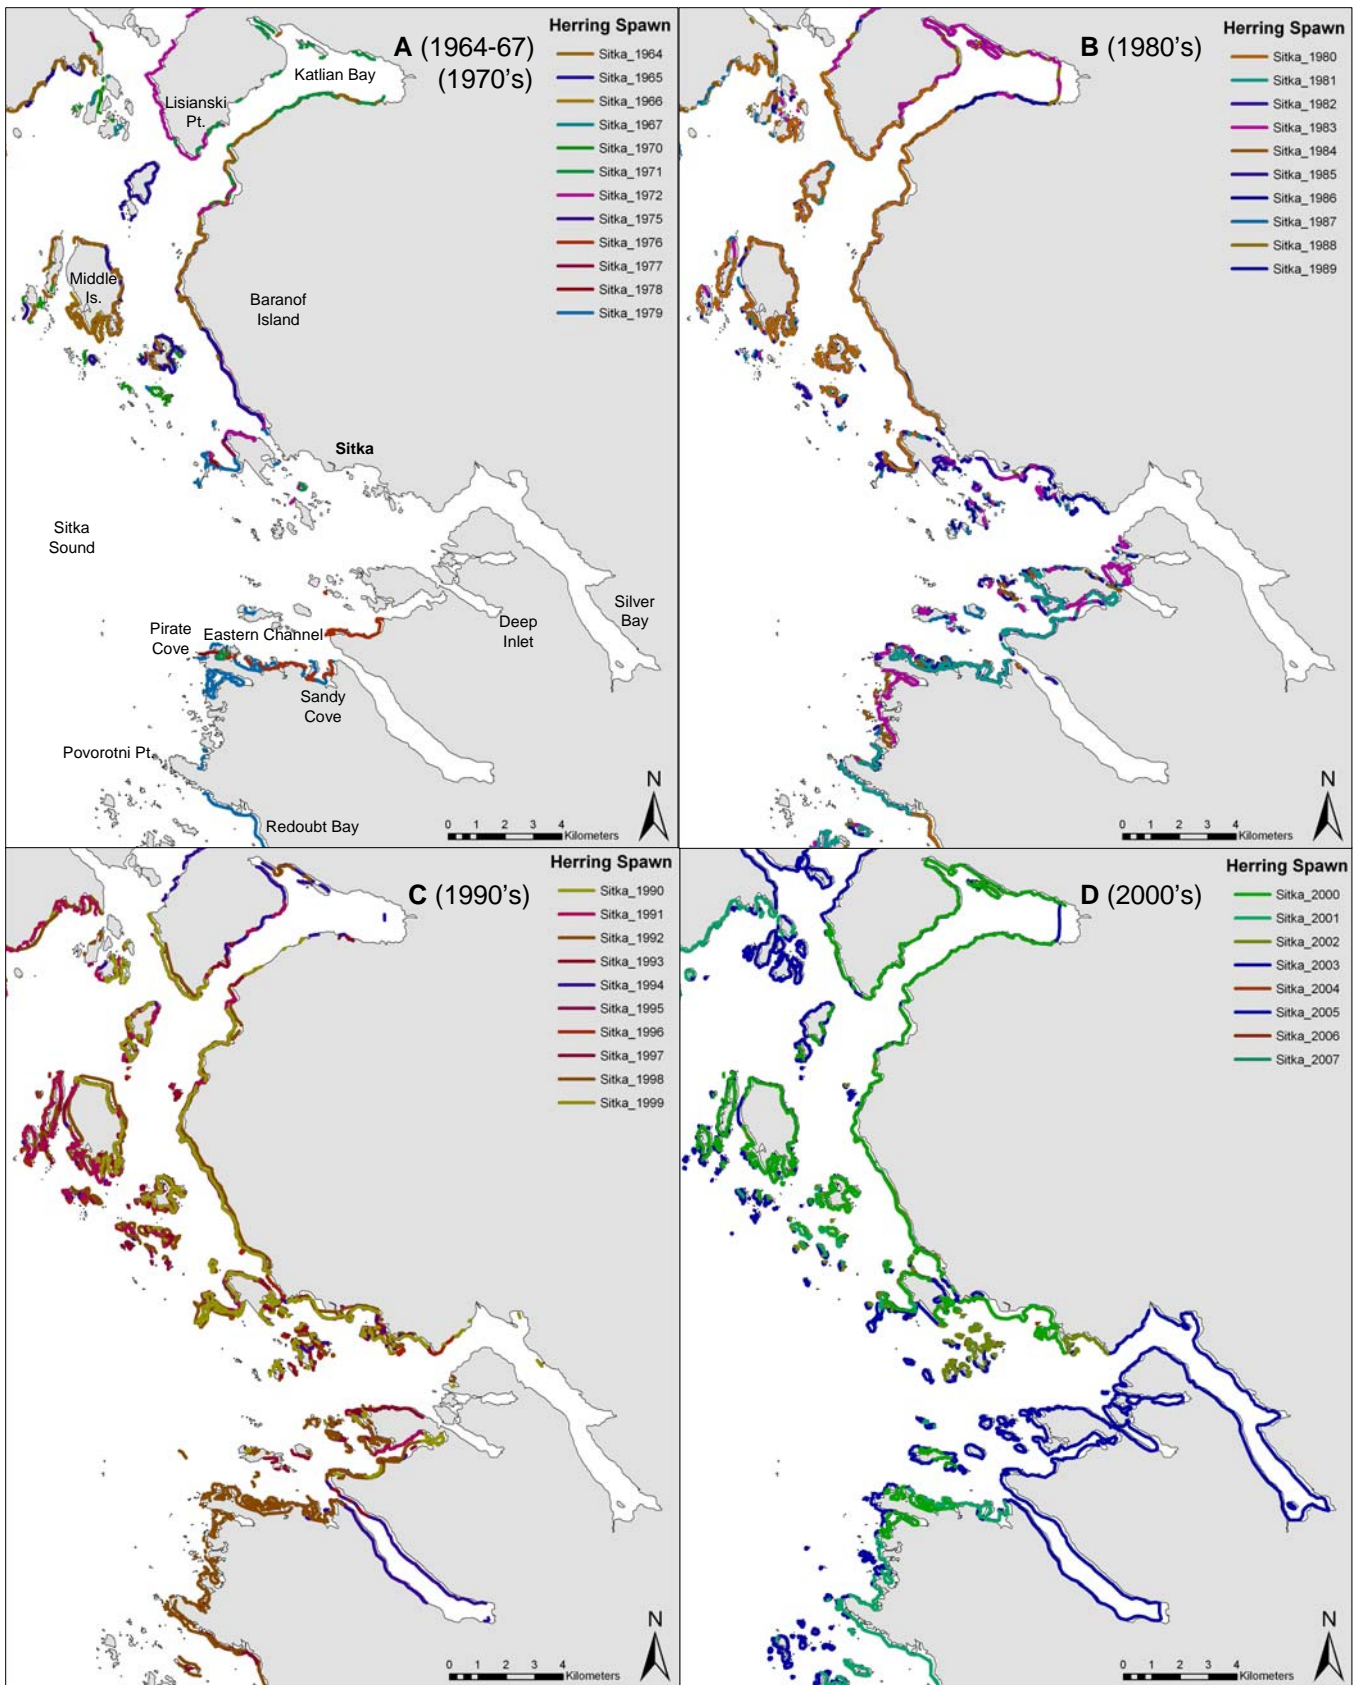 A (1964-67)
(1970's)
Herring Spawn
Sitka_1964
Sitka_1965
Sitka_1966
Sitka_1967
Sitka_1970
Sitka_1971
Sitka_1972
Sitka_1975
Sitka_1976
Sitka_1977
Sitka_1978
Sitka_1979
Katlian Bay
Lisianski
Pt.
Middle
Is.
Baranof
Island
Sitka
Sitka
Sound
Silver
Bay
Deep
Inlet
Pirate
Cove
Eastern Channel
Sandy
Cove
Povorotni Pt.
Redoubt Bay
N
0 1 2 3 4
Kilometers
B (1980's)
Herring Spawn
Sitka_1980
Sitka_1981
Sitka_1982
Sitka_1983
Sitka_1984
Sitka_1985
Sitka_1986
Sitka_1987
Sitka_1988
Sitka_1989
N
0 1 2 3 4
Kilometers
C (1990's)
Herring Spawn
Sitka_1990
Sitka_1991
Sitka_1992
Sitka_1993
Sitka_1994
Sitka_1995
Sitka_1996
Sitka_1997
Sitka_1998
Sitka_1999
N
0 1 2 3 4
Kilometers
D (2000's)
Herring Spawn
Sitka_2000
Sitka_2001
Sitka_2002
Sitka_2003
Sitka_2004
Sitka_2005
Sitka_2006
Sitka_2007
N
0 1 2 3 4
Kilometers